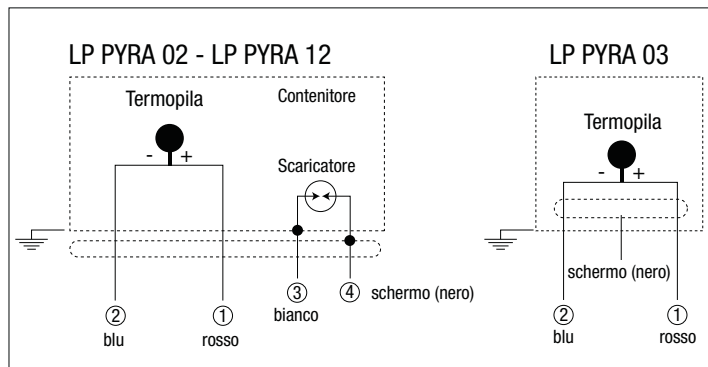 LP PYRA 02 - LP PYRA 12
Termopila
Contenitore
- +
Scaricatore
② ① ③ ④ schermo (nero)
blu rosso bianco
LP PYRA 03
Termopila
- +
schermo (nero)
② ①
blu rosso